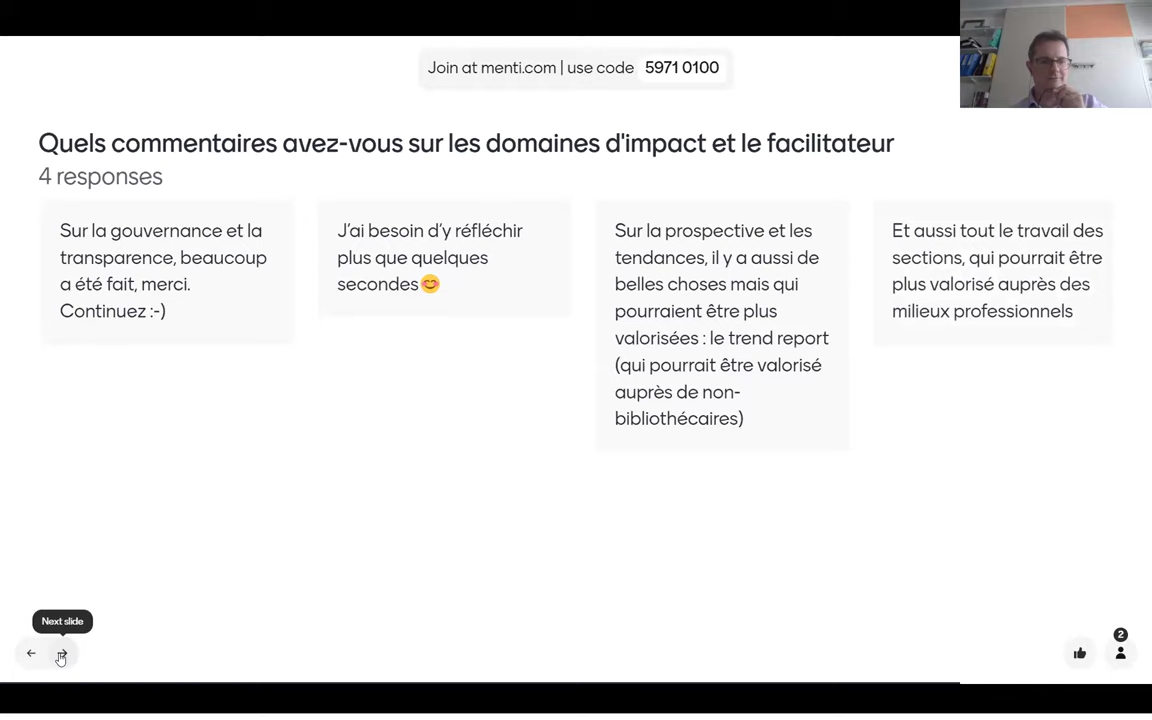 Join at menti.com | use code 5971 0100
Quels commentaires avez-vous sur les domaines d'impact et le facilitateur
4 responses
Sur la gouvernance et la
transparence, beaucoup
a été fait, merci.
Continuez :-)
J'ai besoin d'y réfléchir
plus que quelques
secondes😊
Sur la prospective et les
tendances, il y a aussi de
belles choses mais qui
pourraient être plus
valorisées : le trend report
(qui pourrait être valorisé
auprès de non-
bibliothécaires)
Et aussi tout le travail des
sections, qui pourrait être
plus valorisé auprès des
milieux professionnels
Next slide
2